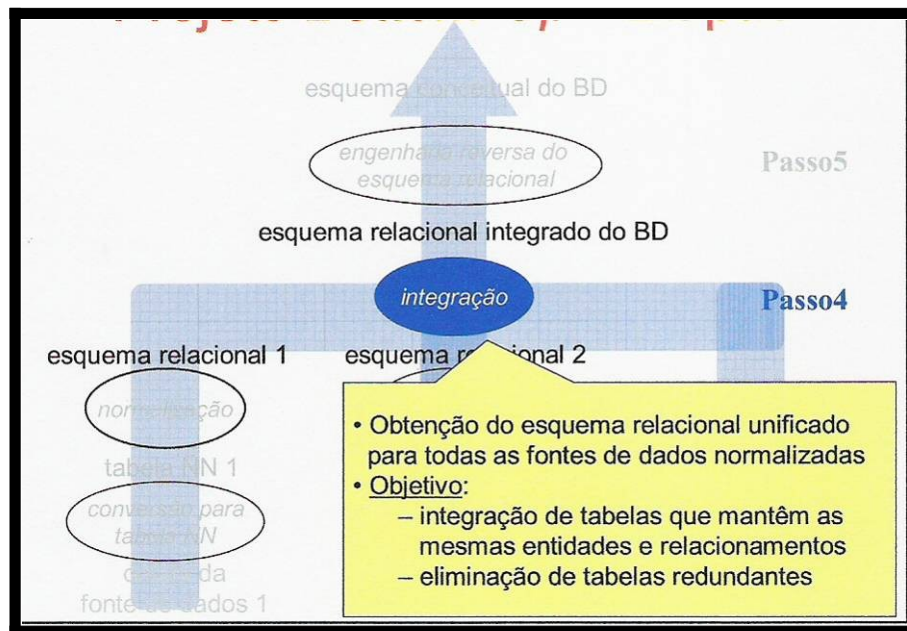 esquema conceitual do BD
engenharia reversa do
esquema relacional
Passo5
esquema relacional integrado do BD
integração
Passo4
esquema relacional 1
esquema relacional 2
normalização
tabela NN 1
conversão para
tabela NN
fonte de dados 1
• Obtenção do esquema relacional unificado
para todas as fontes de dados normalizadas
• Objetivo:
– integração de tabelas que mantêm as
mesmas entidades e relacionamentos
– eliminação de tabelas redundantes